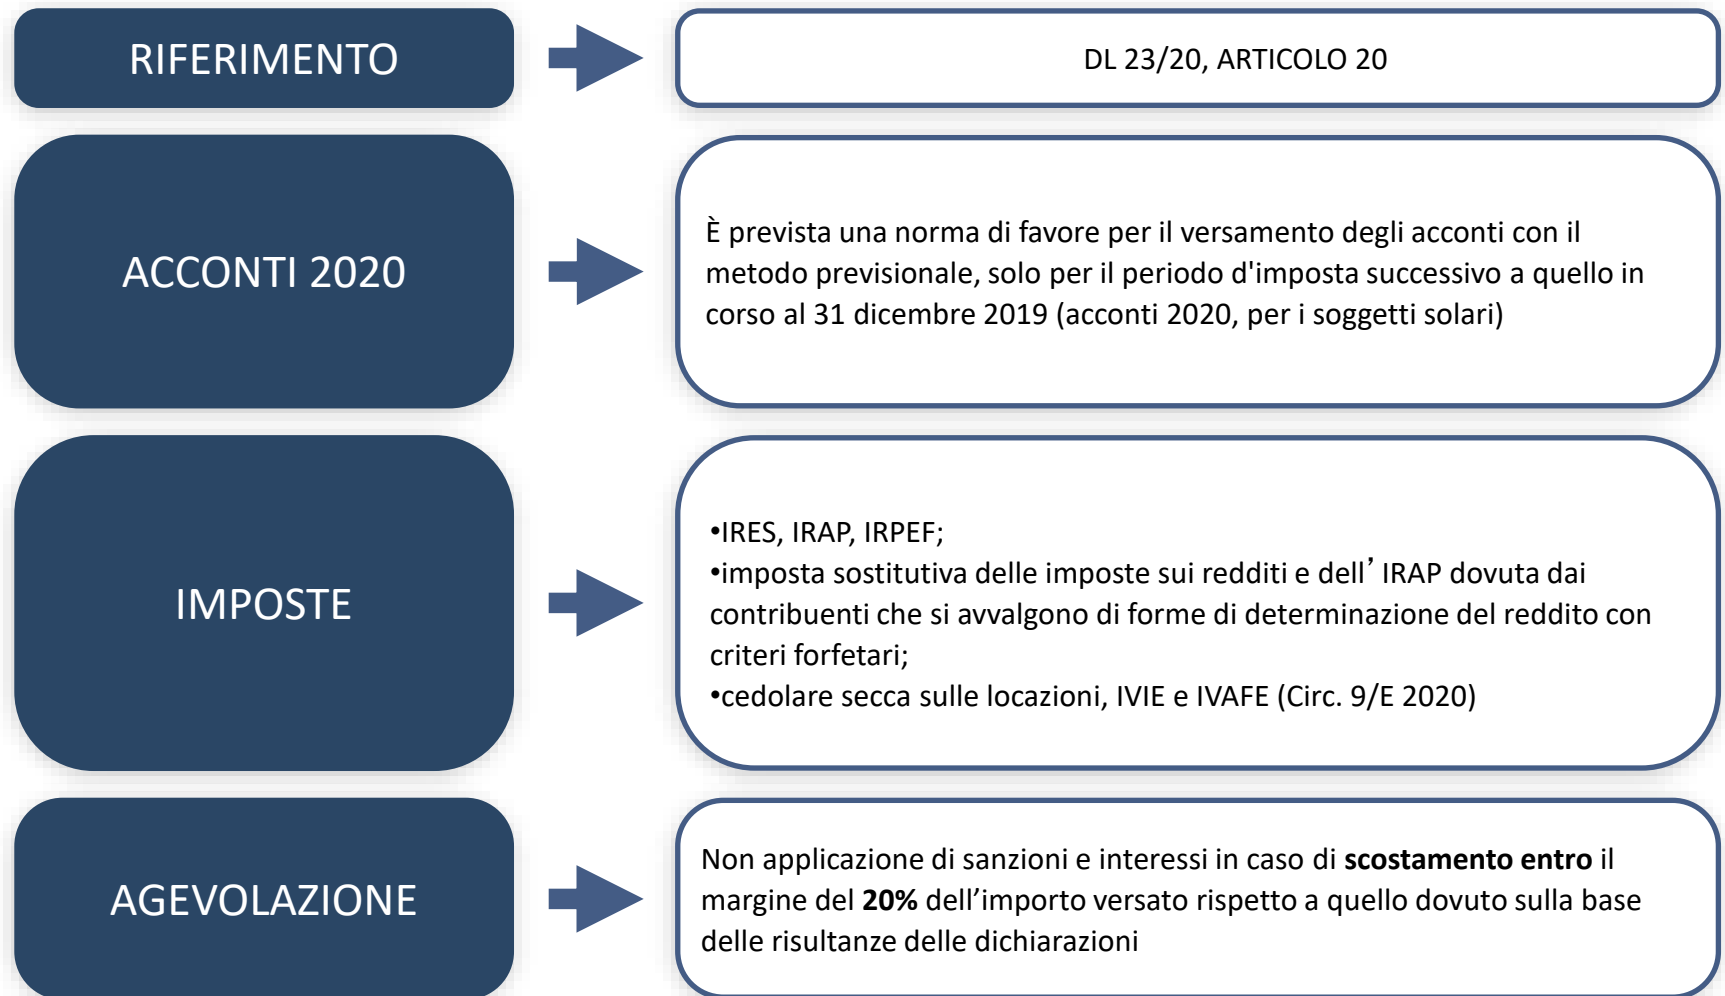 RIFERIMENTO
DL 23/20, ARTICOLO 20
ACCONTI 2020
È prevista una norma di favore per il versamento degli acconti con il
metodo previsionale, solo per il periodo d'imposta successivo a quello in
corso al 31 dicembre 2019 (acconti 2020, per i soggetti solari)
IMPOSTE
•IRES, IRAP, IRPEF;
•imposta sostitutiva delle imposte sui redditi e dell’ IRAP dovuta dai
contribuenti che si avvalgono di forme di determinazione del reddito con
criteri forfetari;
•cedolare secca sulle locazioni, IVIE e IVAFE (Circ. 9/E 2020)
AGEVOLAZIONE
Non applicazione di sanzioni e interessi in caso di scostamento entro il
margine del 20% dell’importo versato rispetto a quello dovuto sulla base
delle risultanze delle dichiarazioni